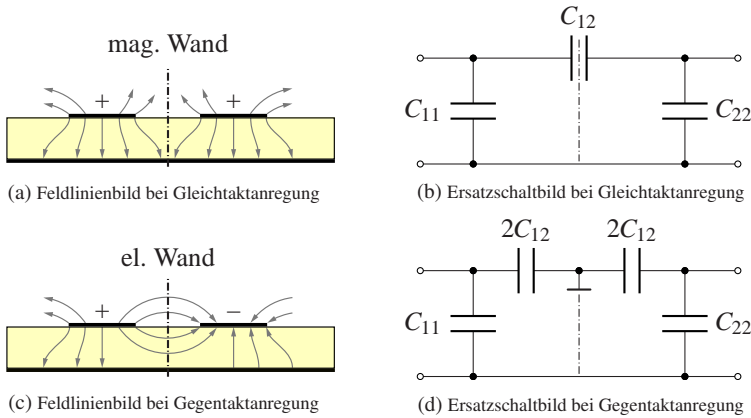 mag. Wand
+ +
(a) Feldlinienbild bei Gleichtaktanregung
C12
C11
C22
(b) Ersatzschaltbild bei Gleichtaktanregung
el. Wand
+ −
(c) Feldlinienbild bei Gegentaktanregung
2C12 2C12
C11
C22
(d) Ersatzschaltbild bei Gegentaktanregung